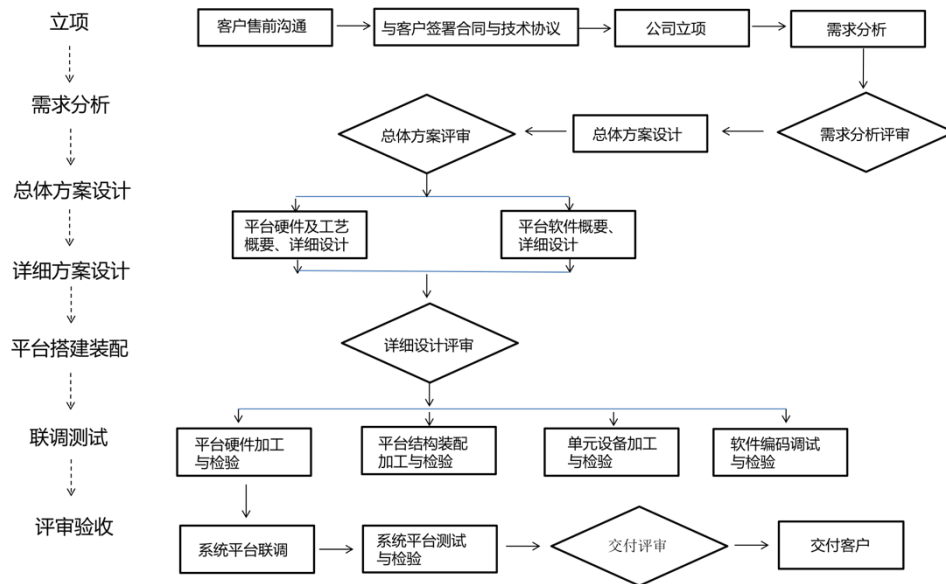 立项
需求分析
总体方案设计
详细方案设计
平台搭建装配
联调测试
评审验收
客户售前沟通
与客户签署合同与技术协议
公司立项
需求分析
需求分析评审
总体方案设计
总体方案评审
平台硬件及工艺
概要、详细设计
平台软件概要、
详细设计
详细设计评审
平台硬件加工
与检验
平台结构装配
加工与检验
单元设备加工
与检验
软件编码调试
与检验
系统平台联调
系统平台测试
与检验
交付评审
交付客户